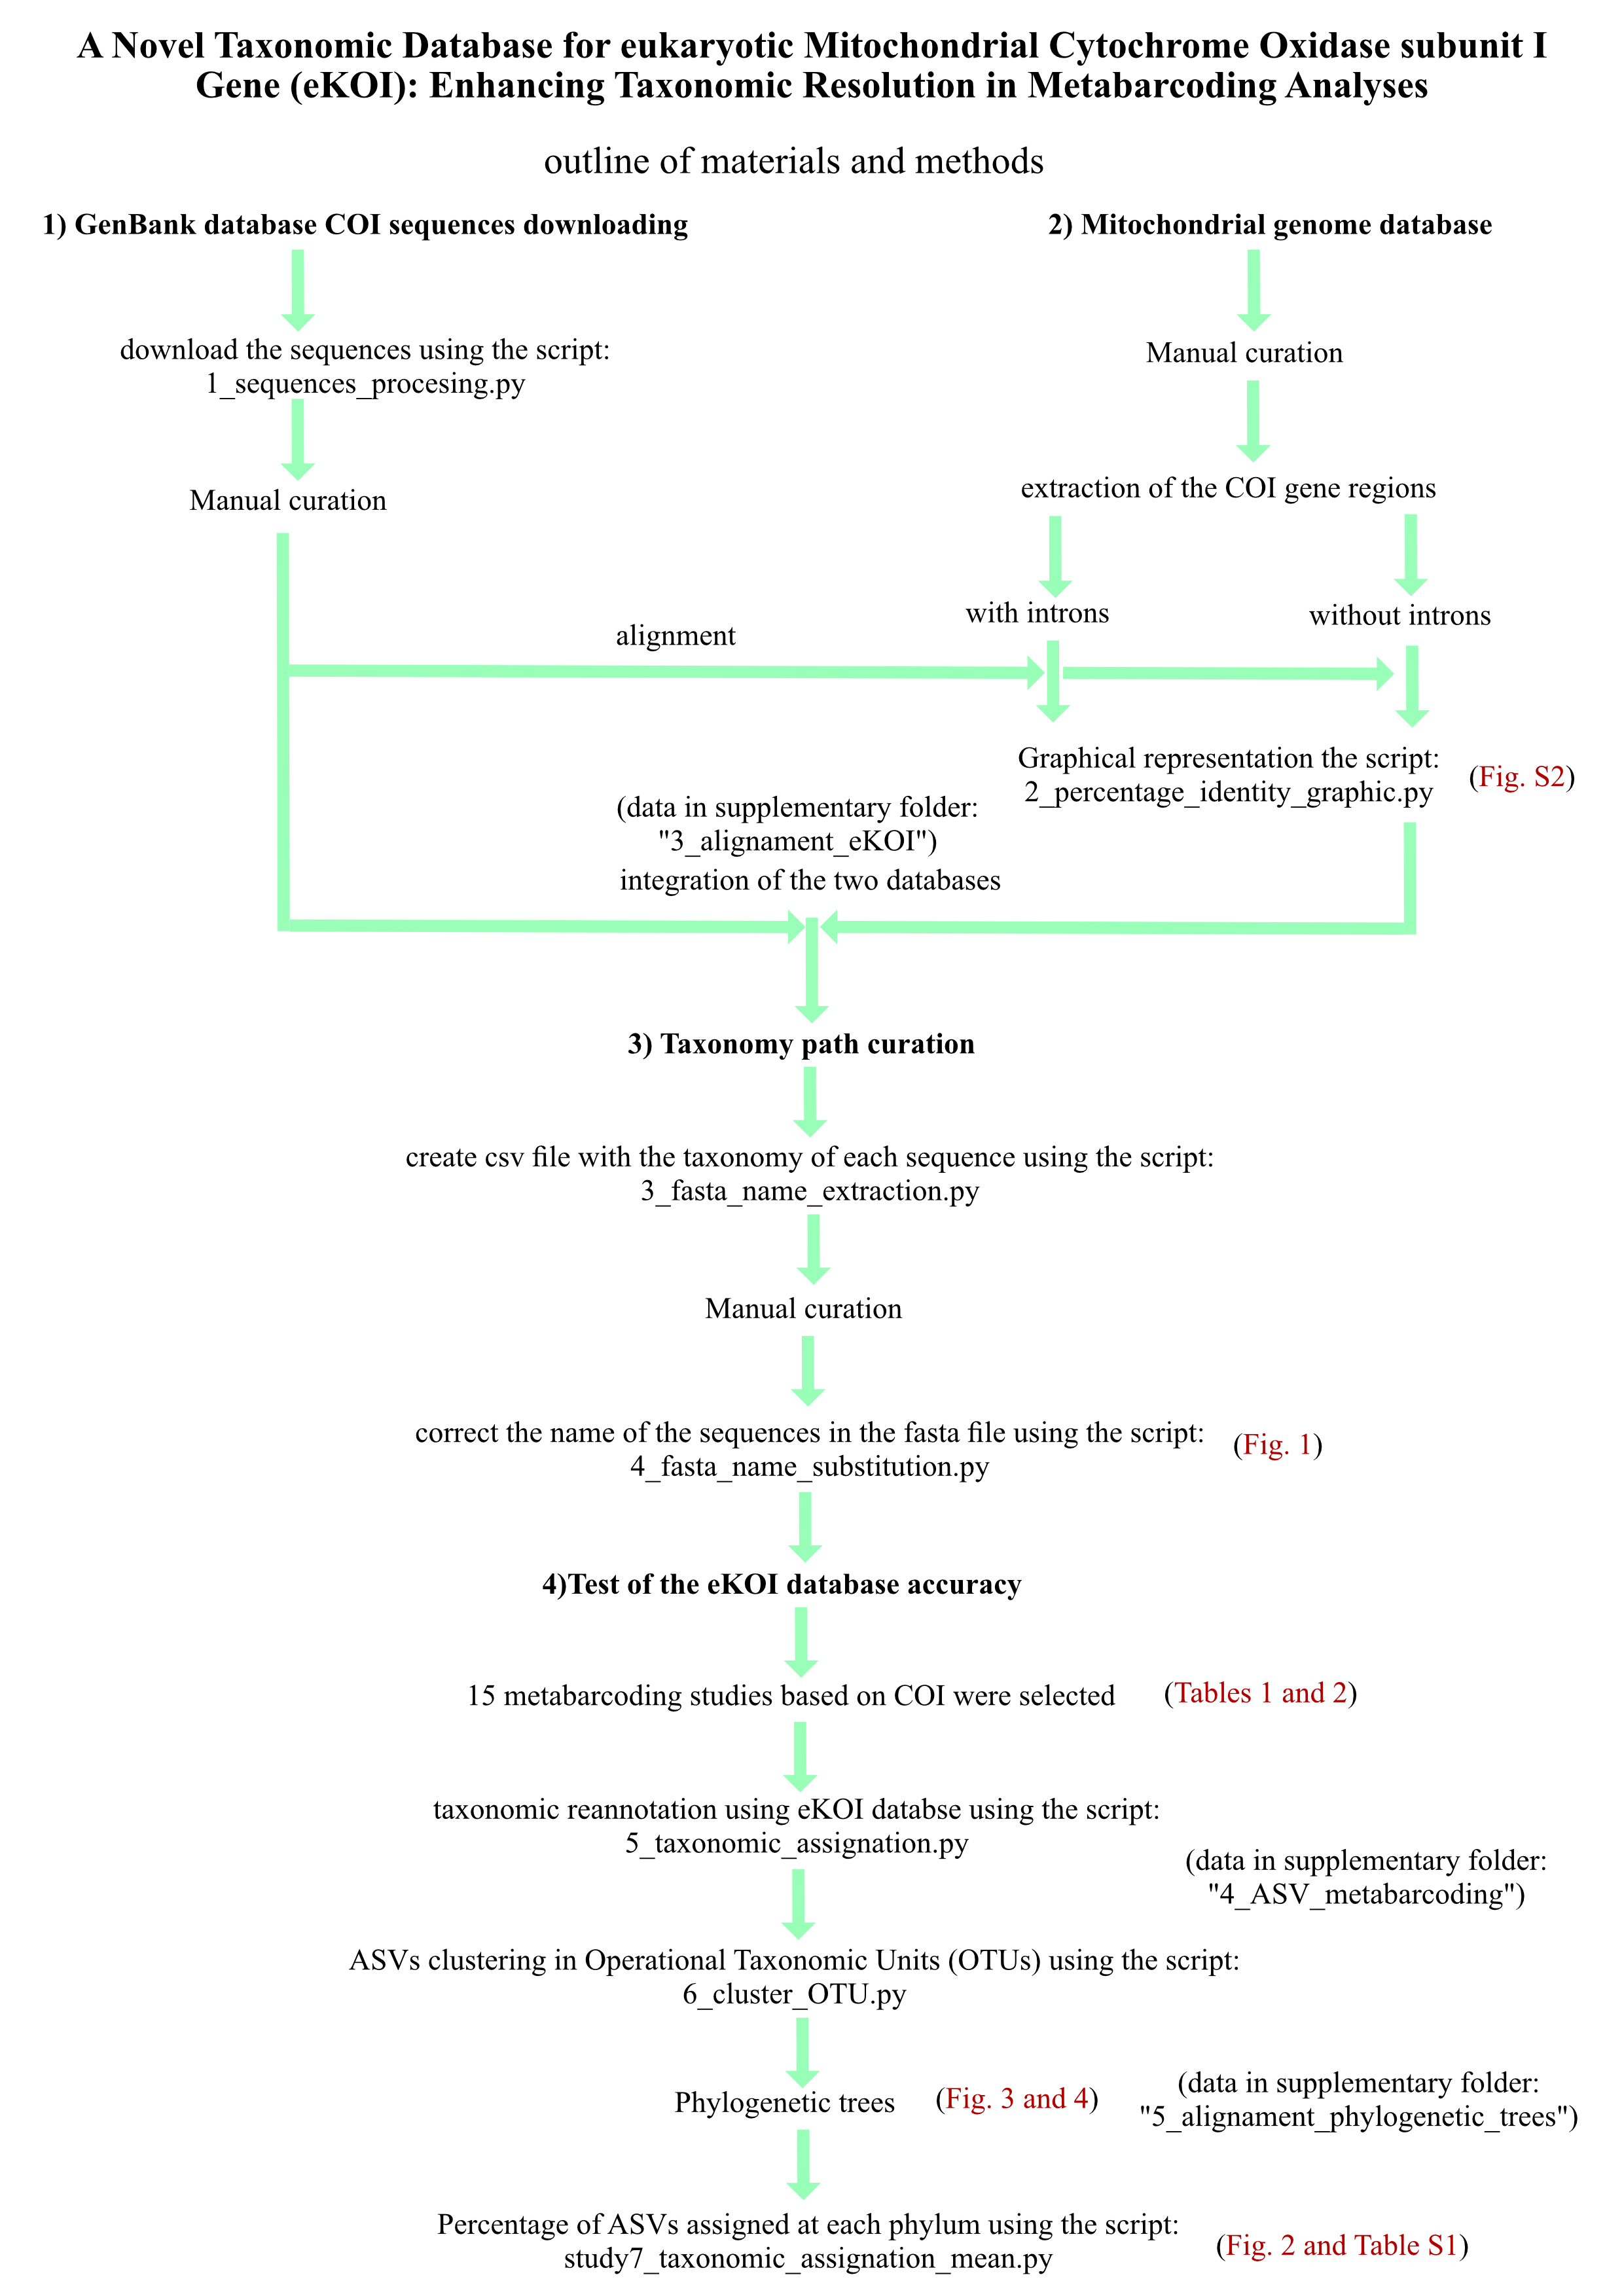 A Novel Taxonomic Database for eukaryotic Mitochondrial Cytochrome Oxidase subunit I
Gene (eKOI): Enhancing Taxonomic Resolution in Metabarcoding Analyses
outline of materials and methods
1) GenBank database COI sequences downloading
download the sequences using the script:
1_sequences_procesing.py
Manual curation
2) Mitochondrial genome database
Manual curation
extraction of the COI gene regions
with introns
without introns
alignment
Graphical representation the script:
2_percentage_identity_graphic.py
(Fig. S2)
(data in supplementary folder:
"3_alignament_eKOI")
integration of the two databases
3) Taxonomy path curation
create csv file with the taxonomy of each sequence using the script:
3_fasta_name_extraction.py
Manual curation
correct the name of the sequences in the fasta file using the script:
4_fasta_name_substitution.py
(Fig. 1)
4)Test of the eKOI database accuracy
15 metabarcoding studies based on COI were selected
(Tables 1 and 2)
taxonomic reannotation using eKOI databse using the script:
5_taxonomic_assignation.py
(data in supplementary folder:
"4_ASV_metabarcoding")
ASVs clustering in Operational Taxonomic Units (OTUs) using the script:
6_cluster_OTU.py
Phylogenetic trees
(Fig. 3 and 4)
(data in supplementary folder:
"5_alignament_phylogenetic_trees")
Percentage of ASVs assigned at each phylum using the script:
study7_taxonomic_assignation_mean.py
(Fig. 2 and Table S1)